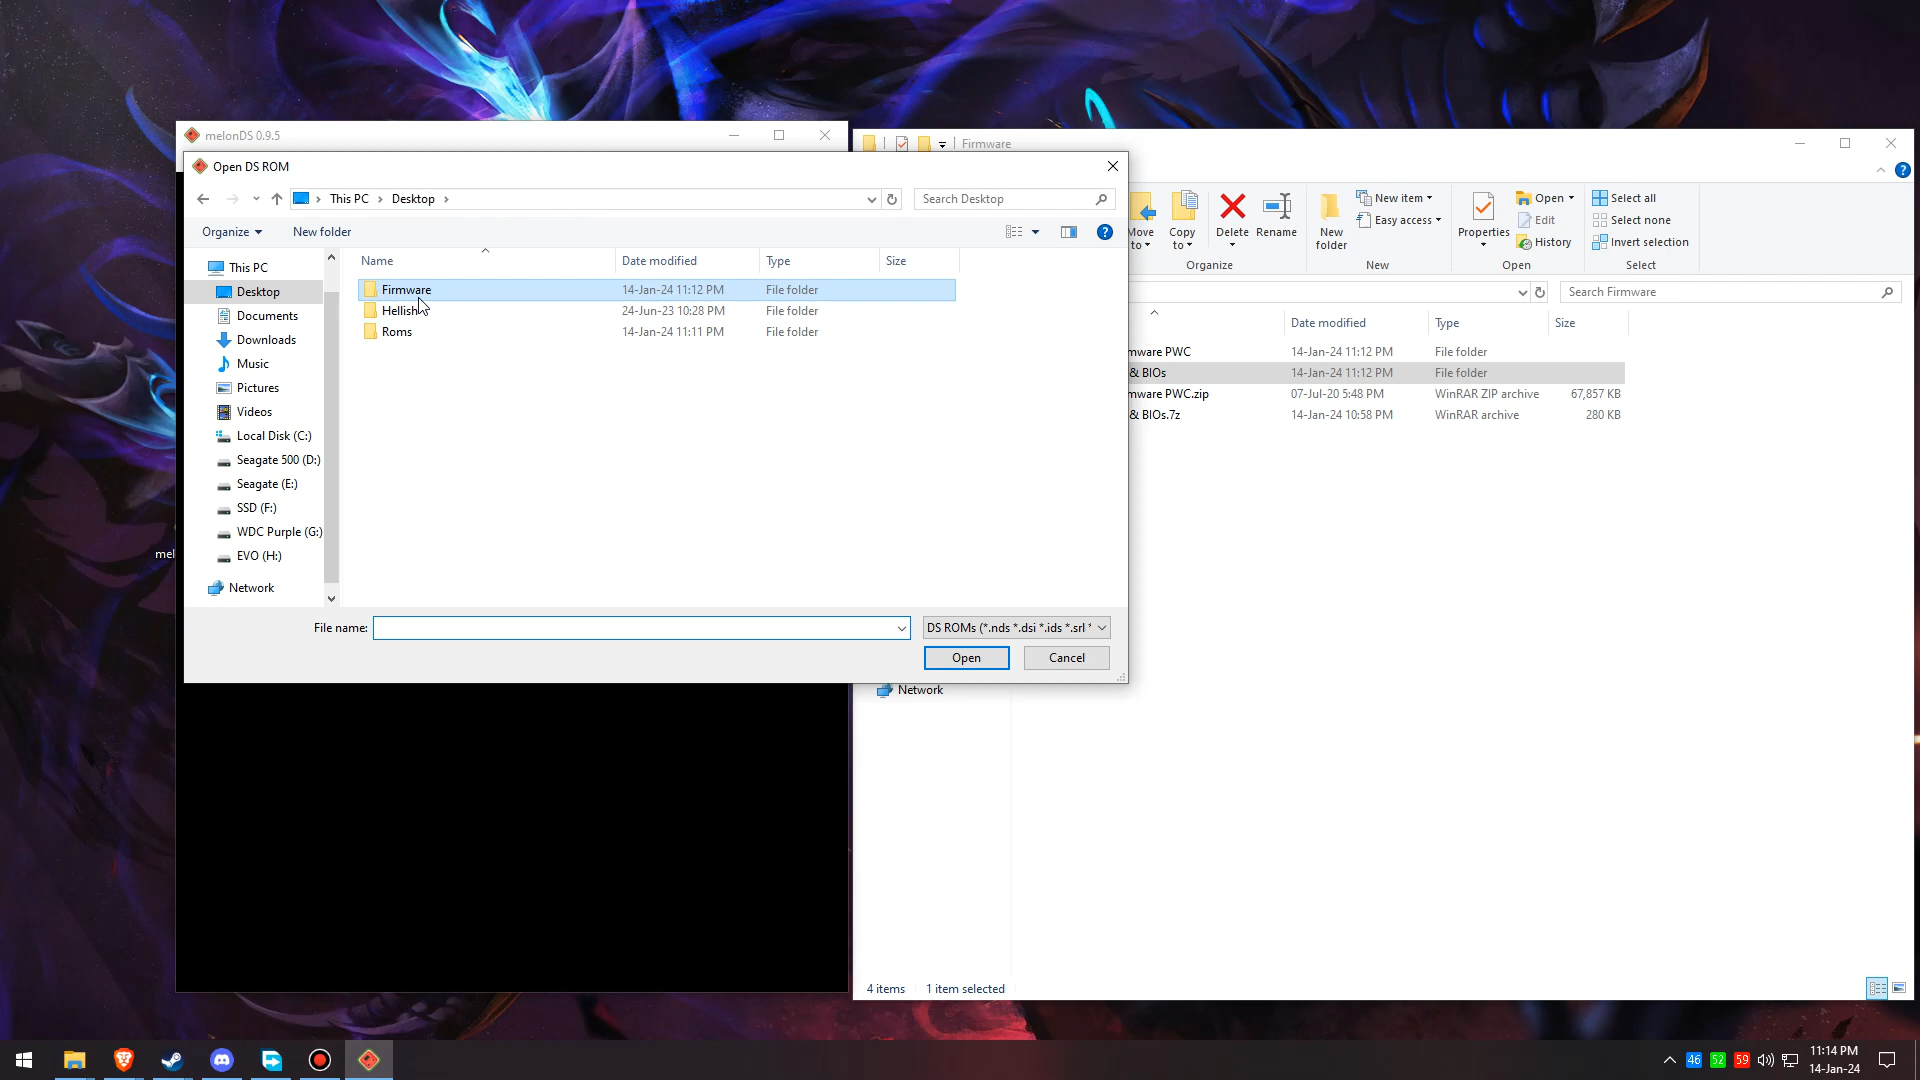 melonDS 0.9.5
Open DS ROM
This PC
Desktop
Search Desktop
Organize
New folder
This PC
Desktop
Documents
Downloads
Music
Pictures
Videos
Local Disk (C:)
Seagate 500 (D:)
Seagate (E:)
SSD (F:)
WDC Purple (G:)
EVO (H:)
Network
Name Date modified Type Size
Firmware 14-Jan-24 11:12 PM File folder
Hellish 24-Jun-23 10:28 PM File folder
Roms 14-Jan-24 11:11 PM File folder
File name:
DS ROMs (*.nds *.dsi *.ids *.srl *
Open Cancel
mel
Firmware
Move to
Copy to
Delete
Rename
Organize
New folder
New item
Easy access
New
Properties
Open
Edit
History
Open
Select all
Select none
Invert selection
Select
Search Firmware
Date modified Type Size
mware PWC 14-Jan-24 11:12 PM File folder
& BIOs 14-Jan-24 11:12 PM File folder
mware PWC.zip 07-Jul-20 5:48 PM WinRAR ZIP archive 67,857 KB
& BIOs.7z 14-Jan-24 10:58 PM WinRAR archive 280 KB
Network
4 items 1 item selected
46 52 59
11:14 PM
14-Jan-24